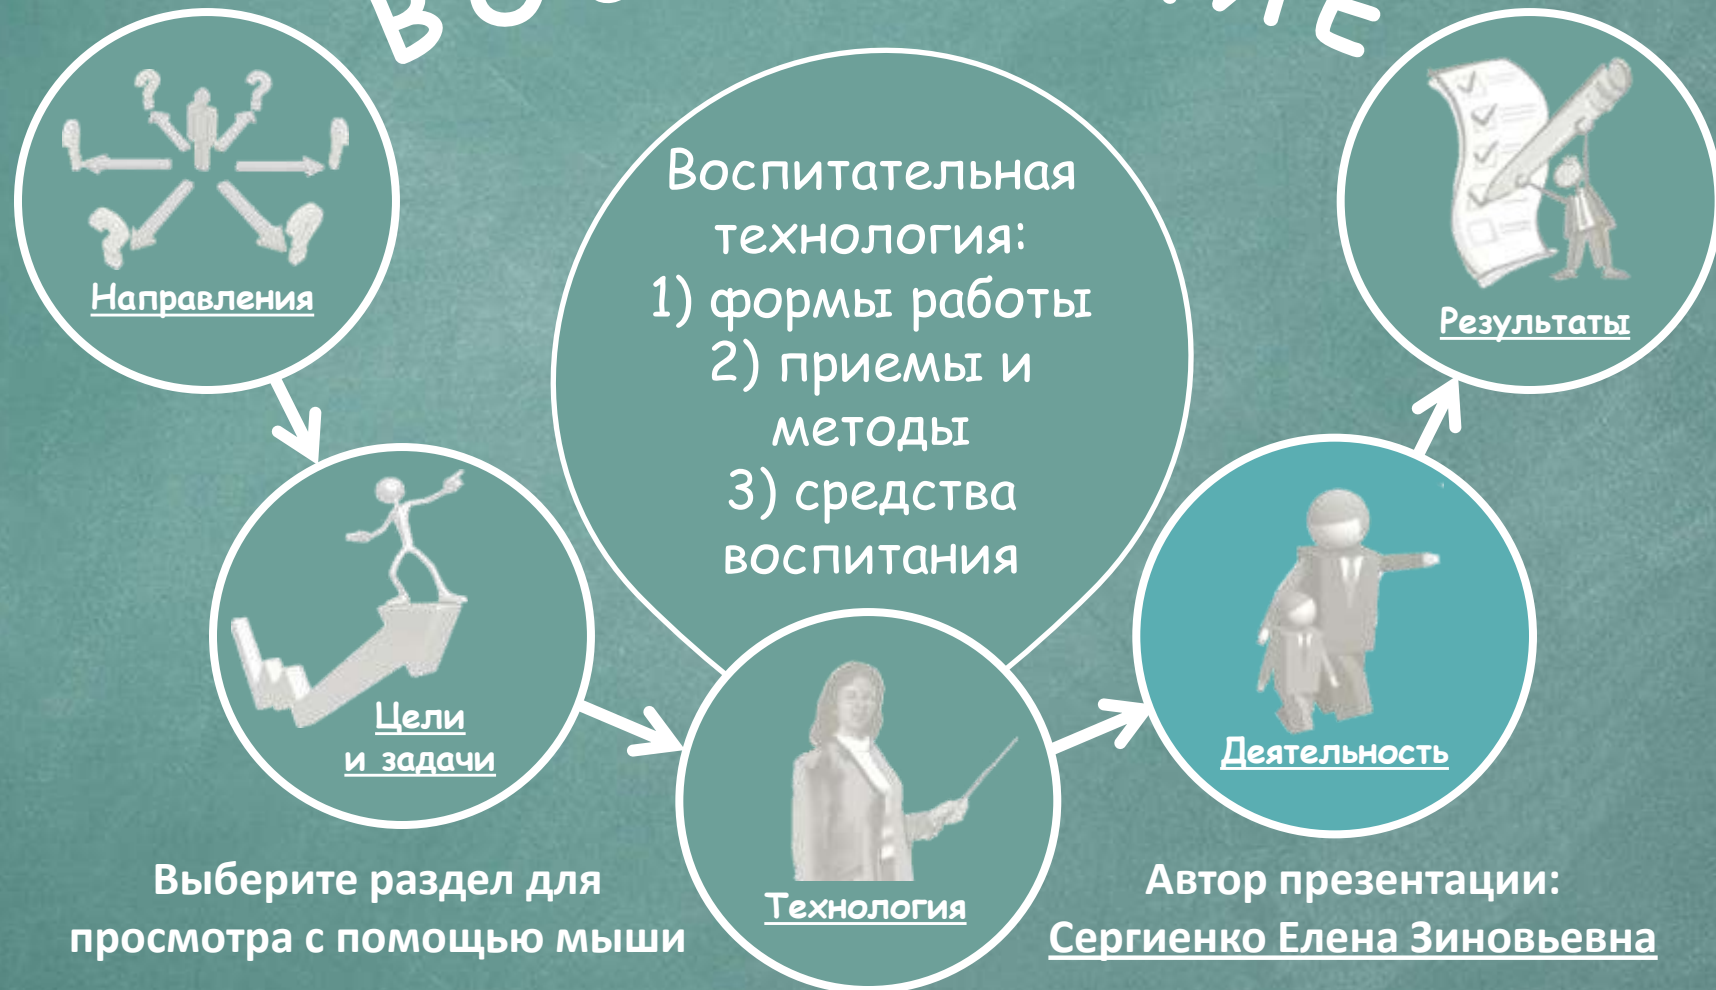 Направления
Воспитательная
технология:
1) формы работы
2) приемы и
методы
3) средства
воспитания
Результаты
Цели
и задачи
Деятельность
Технология
Выберите раздел для
просмотра с помощью мыши
Автор презентации:
Сергиенко Елена Зиновьевна